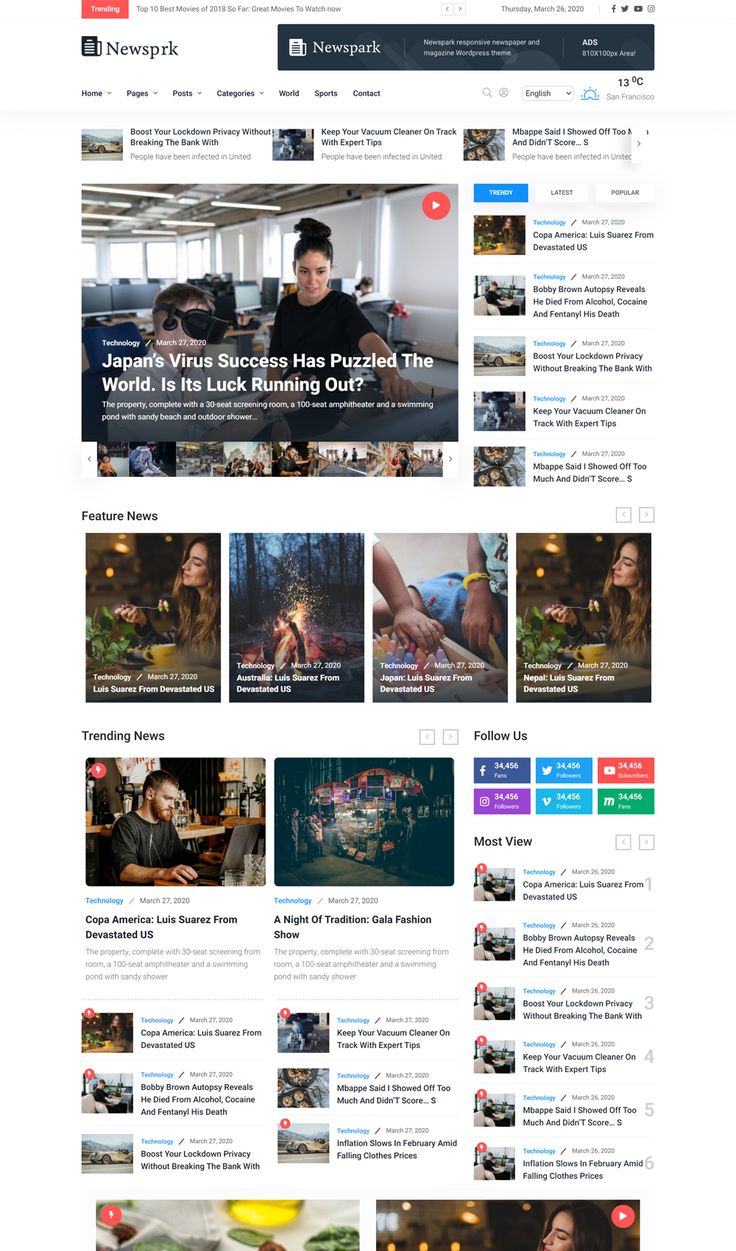 Trending
Top 10 Best Movies of 2018 So Far: Great Movies To Watch now
Thursday, March 26, 2020
Newsprk
Newspark
Newspark responsive newspaper and
magazine Wordpress theme.
ADS
810X100px Area!
Home
Pages
Posts
Categories
World
Sports
Contact
English
13 0C
San Francisco
Boost Your Lockdown Privacy Without
Breaking The Bank With
People have been infected in United
Keep Your Vacuum Cleaner On Track
With Expert Tips
People have been infected in United
Mbappe Said I Showed Off Too
And Didn'T Score... S
People have been infected in United
Technology / March 27, 2020
Japan's Virus Success Has Puzzled The
World. Is Its Luck Running Out?
The property, complete with a 30-seat screening room, a 100-seat amphitheater and a swimming
pond with sandy beach and outdoor shower...
TRENDY
LATEST
POPULAR
Technology / March 27, 2020
Copa America: Luis Suarez From
Devastated US
Technology / March 27, 2020
Bobby Brown Autopsy Reveals
He Died From Alcohol, Cocaine
And Fentanyl His Death
Technology / March 27, 2020
Boost Your Lockdown Privacy
Without Breaking The Bank With
Technology / March 27, 2020
Keep Your Vacuum Cleaner On
Track With Expert Tips
Technology / March 27, 2020
Mbappe Said I Showed Off Too
Much And Didn'T Score... S
Feature News
Technology / March 27, 2020
Luis Suarez From Devastated US
Technology / March 27, 2020
Australia: Luis Suarez From
Devastated US
Technology / March 27, 2020
Japan: Luis Suarez From
Devastated US
Technology / March 27, 2020
Nepal: Luis Suarez From
Devastated US
Trending News
Technology / March 27, 2020
Copa America: Luis Suarez From
Devastated US
The property, complete with 30-seat screening from
room, a 100-seat amphitheater and a swimming
pond with sandy shower
Technology / March 27, 2020
A Night Of Tradition: Gala Fashion
Show
The property, complete with 30-seat screening from
room, a 100-seat amphitheater and a swimming
pond with sandy shower
Technology / March 27, 2020
Copa America: Luis Suarez From
Devastated US
Technology / March 27, 2020
Bobby Brown Autopsy Reveals
He Died From Alcohol, Cocaine
And Fentanyl His Death
Technology / March 27, 2020
Boost Your Lockdown Privacy
Without Breaking The Bank With
Technology / March 27, 2020
Keep Your Vacuum Cleaner On
Track With Expert Tips
Technology / March 27, 2020
Mbappe Said I Showed Off Too
Much And Didn'T Score... S
Technology / March 27, 2020
Inflation Slows In February Amid
Falling Clothes Prices
Follow Us
34,456
Fans
34,456
Followers
34,456
Subscribers
34,456
Followers
34,456
Followers
34,456
Fans
Most View
Technology / March 26, 2020
Copa America: Luis Suarez From
Devastated US
1
Technology / March 26, 2020
Bobby Brown Autopsy Reveals
He Died From Alcohol, Cocaine
And Fentanyl His Death
2
Technology / March 26, 2020
Boost Your Lockdown Privacy
Without Breaking The Bank With
3
Technology / March 26, 2020
Keep Your Vacuum Cleaner On
Track With Expert Tips
4
Technology / March 26, 2020
Mbappe Said I Showed Off Too
Much And Didn'T Score... S
5
Technology / March 26, 2020
Inflation Slows In February Amid
Falling Clothes Prices
6